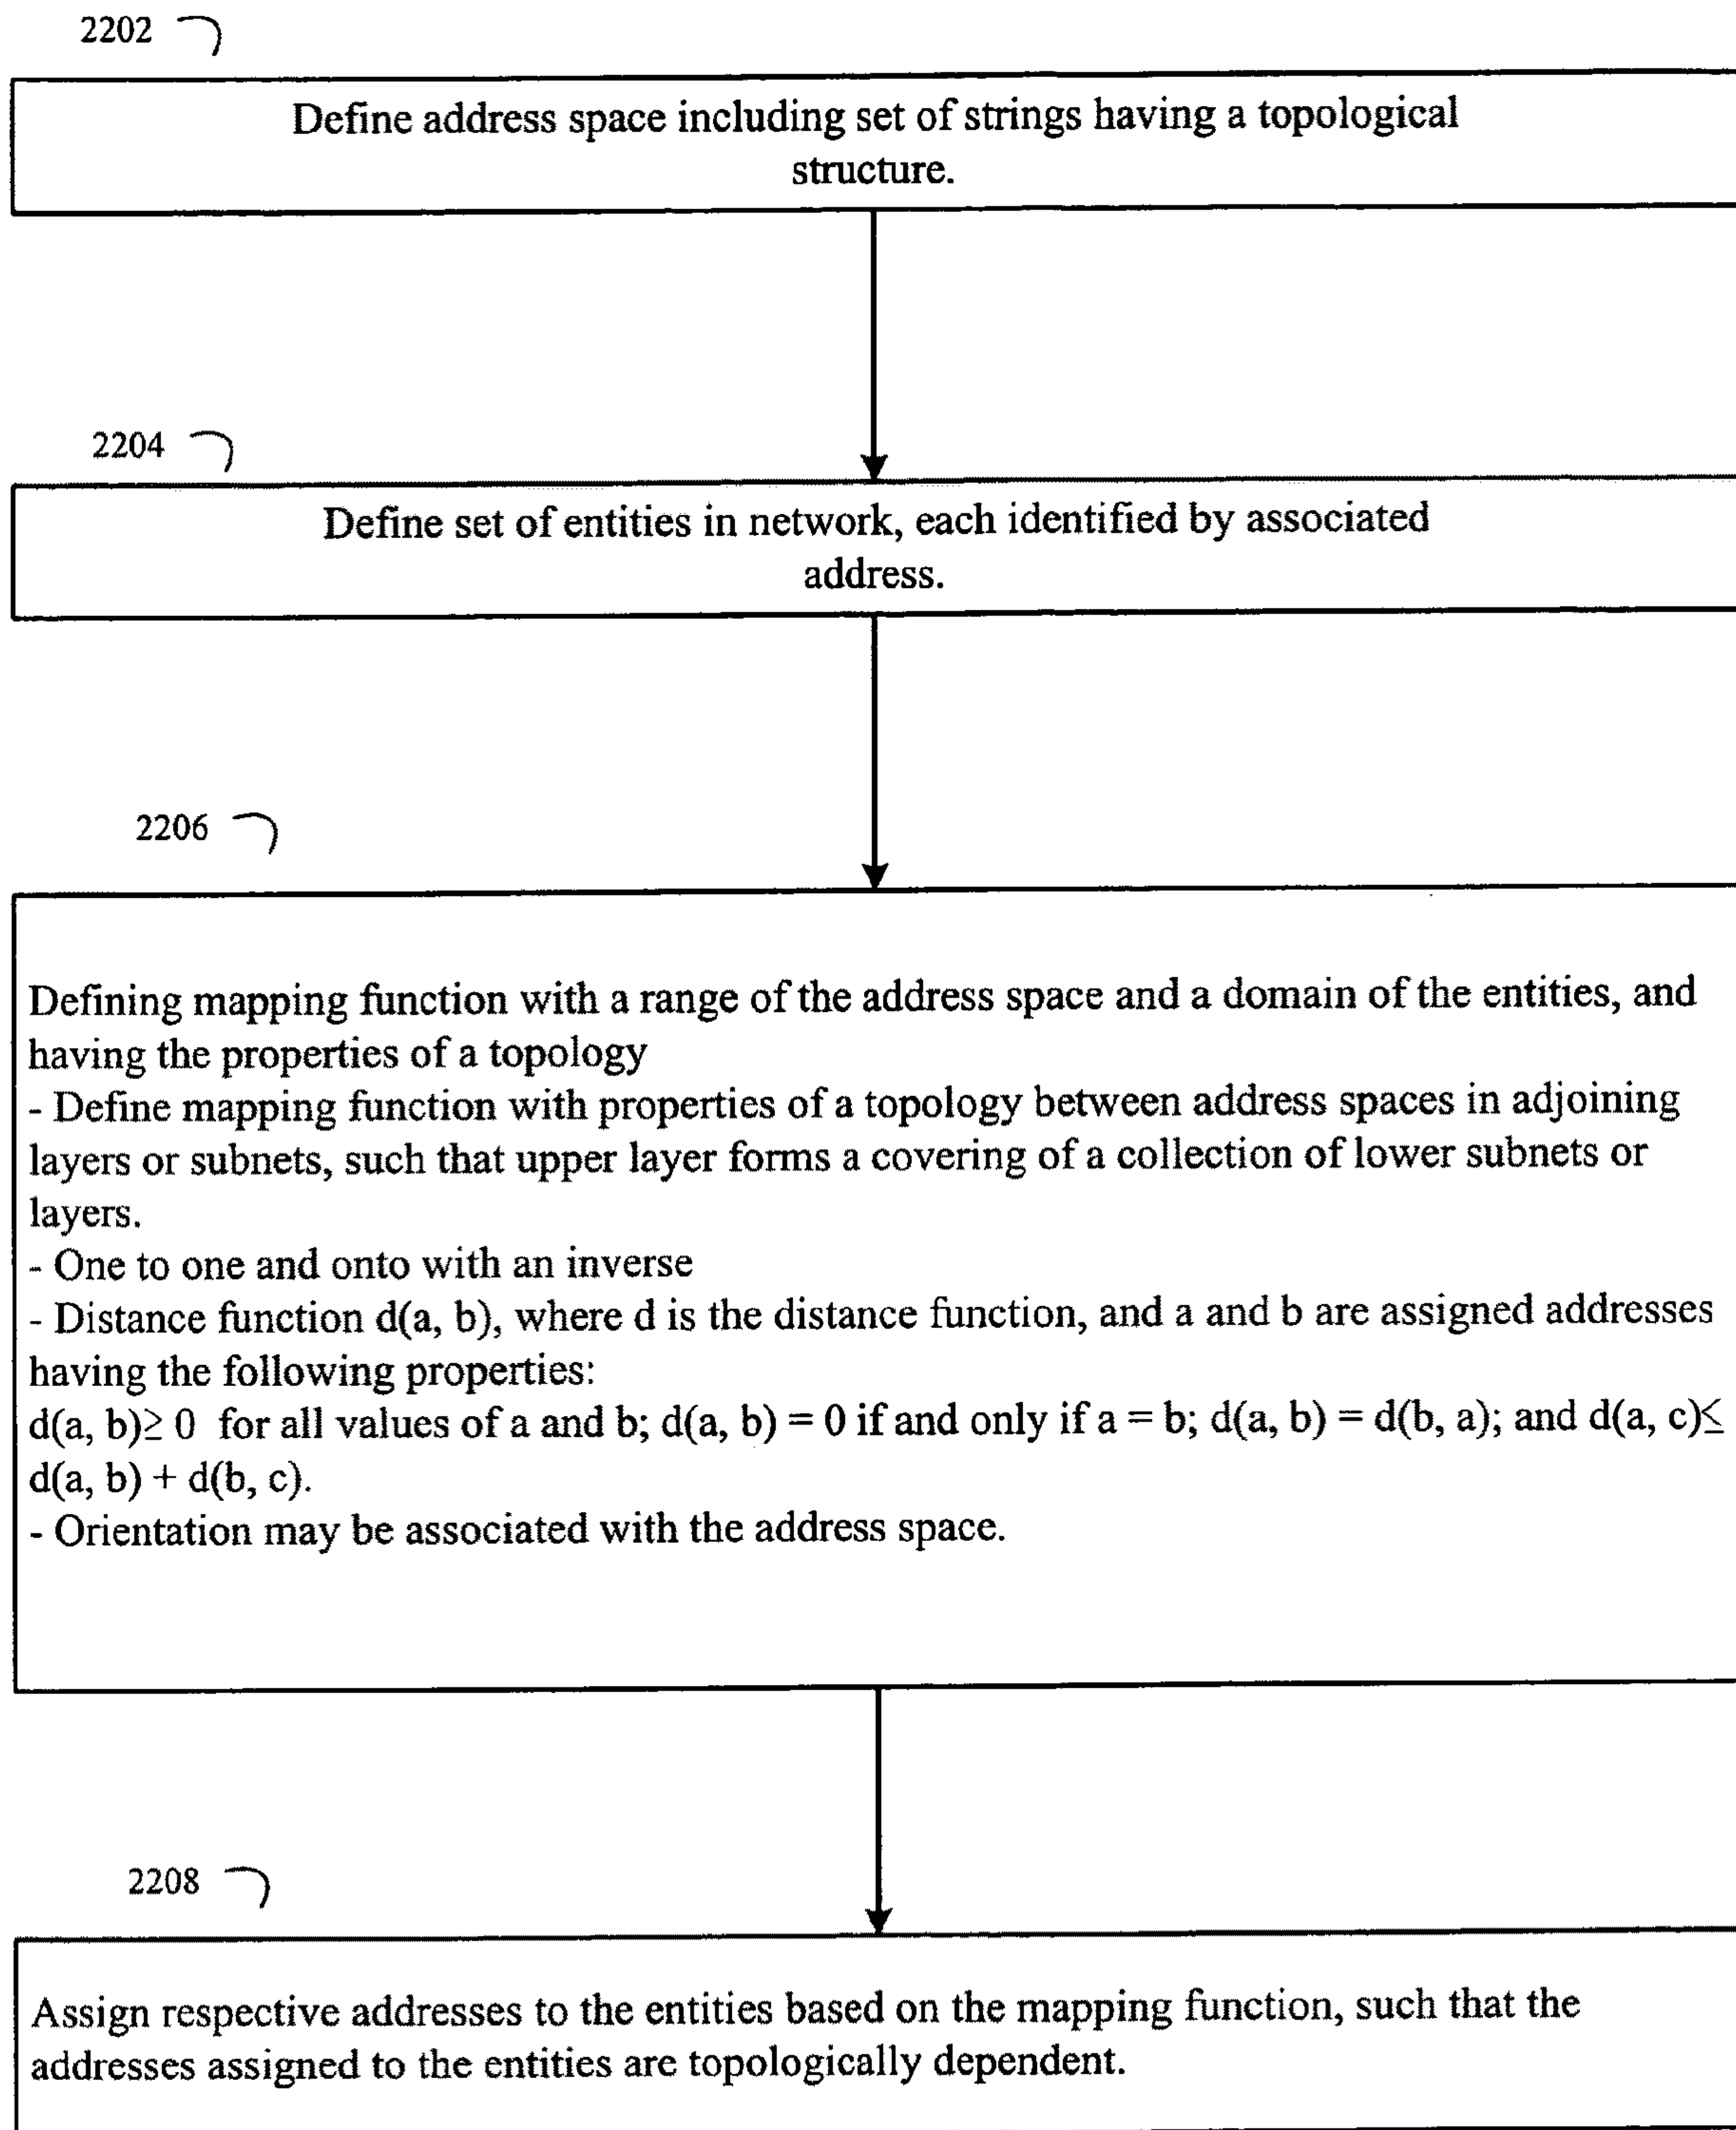 2202
Define address space including set of strings having a topological
structure.
2204
Define set of entities in network, each identified by associated
address.
2206
Defining mapping function with a range of the address space and a domain of the entities, and
having the properties of a topology
- Define mapping function with properties of a topology between address spaces in adjoining
layers or subnets, such that upper layer forms a covering of a collection of lower subnets or
layers.
- One to one and onto with an inverse
- Distance function d(a, b), where d is the distance function, and a and b are assigned addresses
having the following properties:
d(a, b)≥ 0 for all values of a and b; d(a, b) = 0 if and only if a = b; d(a, b) = d(b, a); and d(a, c)≤
d(a, b) + d(b, c).
- Orientation may be associated with the address space.
2208
Assign respective addresses to the entities based on the mapping function, such that the
addresses assigned to the entities are topologically dependent.